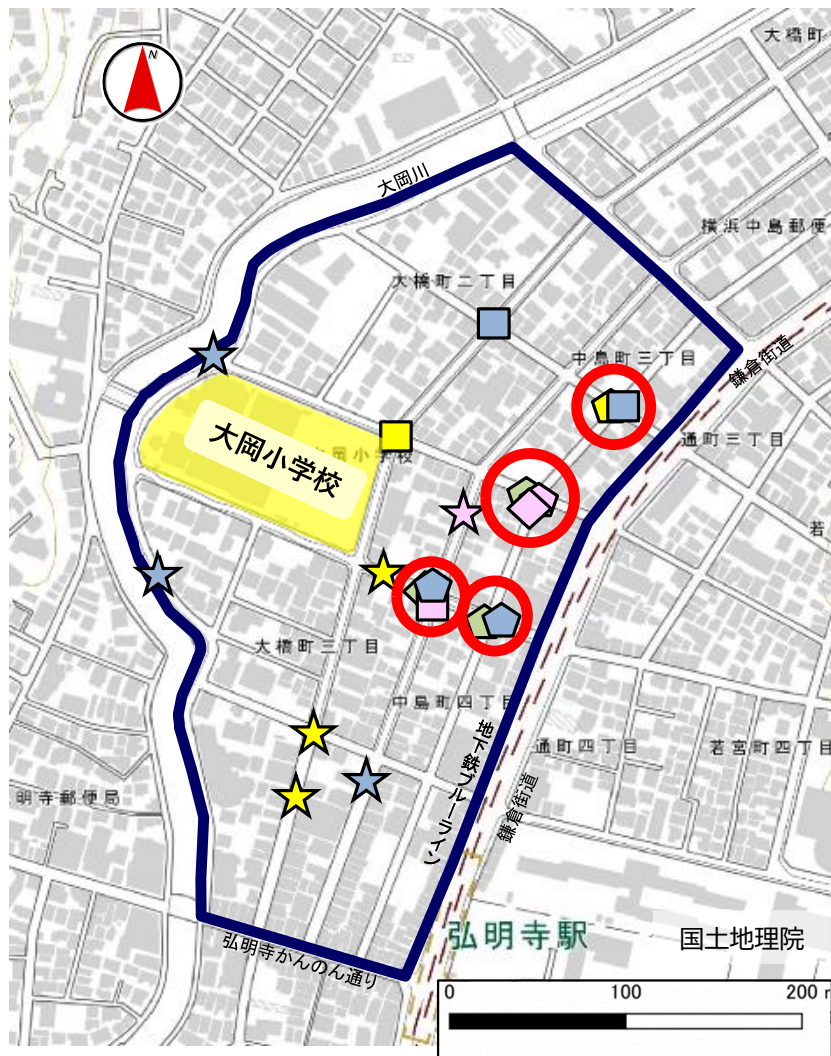 N
大橋町
大岡川
横浜中島郵便
大橋町二丁目
中島町三丁目
鎌倉街道
通町三丁目
大岡小学校
小学校
若
大橋町三丁目
中島町四丁目
地下鉄ブルーライン
通町四丁目
若宮町四丁目
明寺郵便局
鎌倉街道
弘明寺かんのん通り
弘明寺駅
国土地理院
0 100 200 m